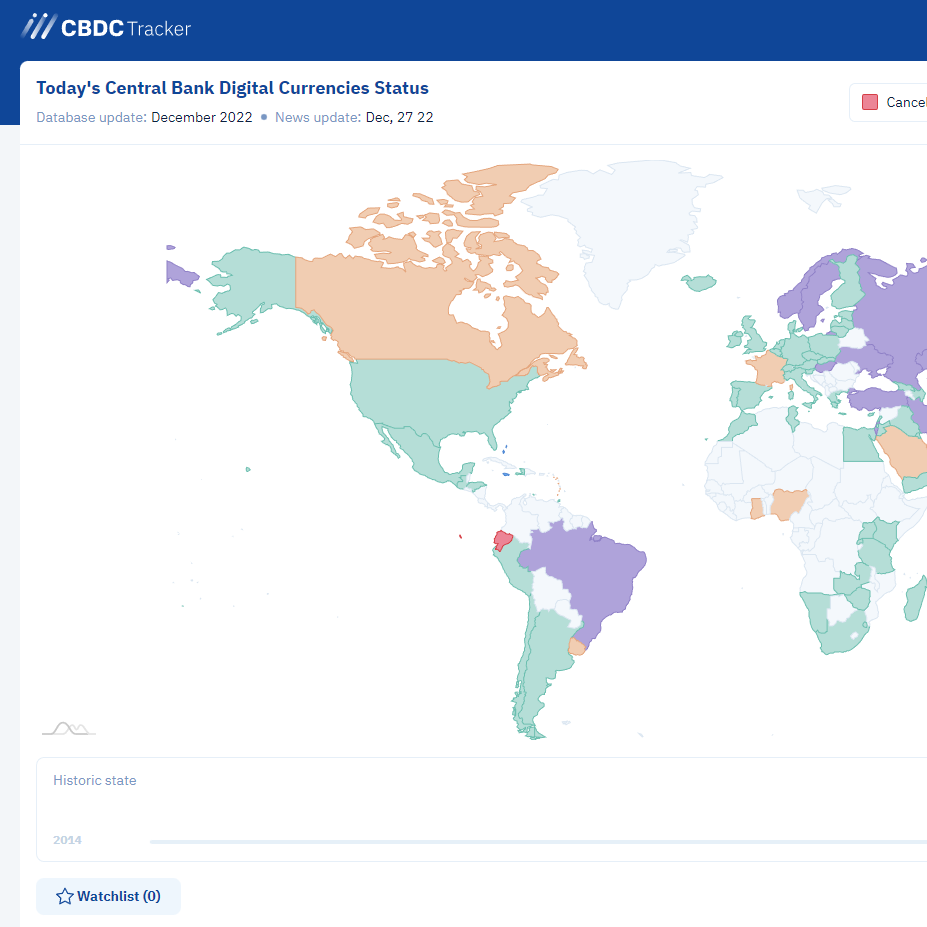 CBDC Tracker
Today's Central Bank Digital Currencies Status
Database update: December 2022 • News update: Dec, 27 22
Cancel
Historic state
2014
Watchlist (0)